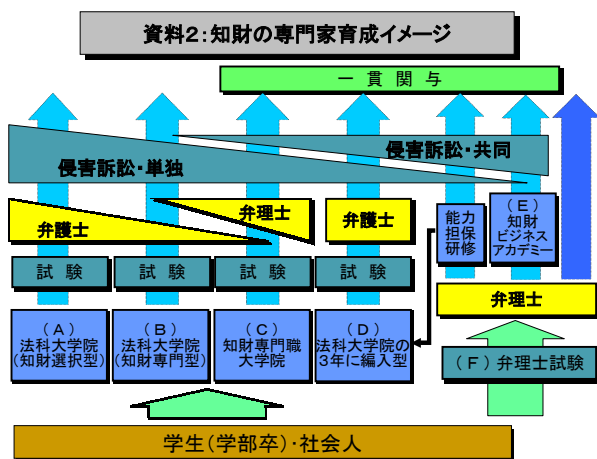 資料2:知財の専門家育成イメージ
一 貫 関 与
侵害訴訟・共同
侵害訴訟・単独
弁護士
弁理士
弁護士
能力
担保
研修
(E)
知財
ビジネス
アカデミー
試 験
試 験
試 験
試 験
弁理士
(A)
法科大学院
(知財選択型)
(B)
法科大学院
(知財専門型)
(C)
知財専門職
大学院
(D)
法科大学院の
3年に編入型
(F)弁理士試験
学生(学部卒)・社会人